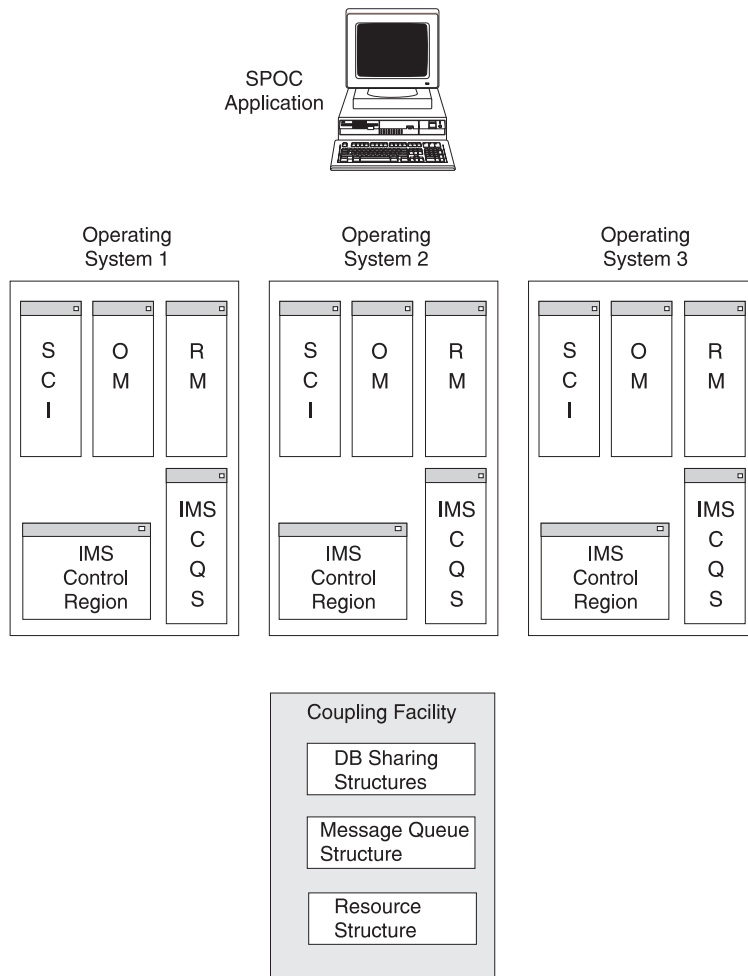 SPOC
Application
Operating
System 1
Operating
System 2
Operating
System 3
S
C
I
O
M
R
M
IMS
C
Q
S
IMS
Control
Region
S
C
I
O
M
R
M
IMS
C
Q
S
IMS
Control
Region
S
C
I
O
M
R
M
IMS
C
Q
S
IMS
Control
Region
Coupling Facility
DB Sharing
Structures
Message Queue
Structure
Resource
Structure